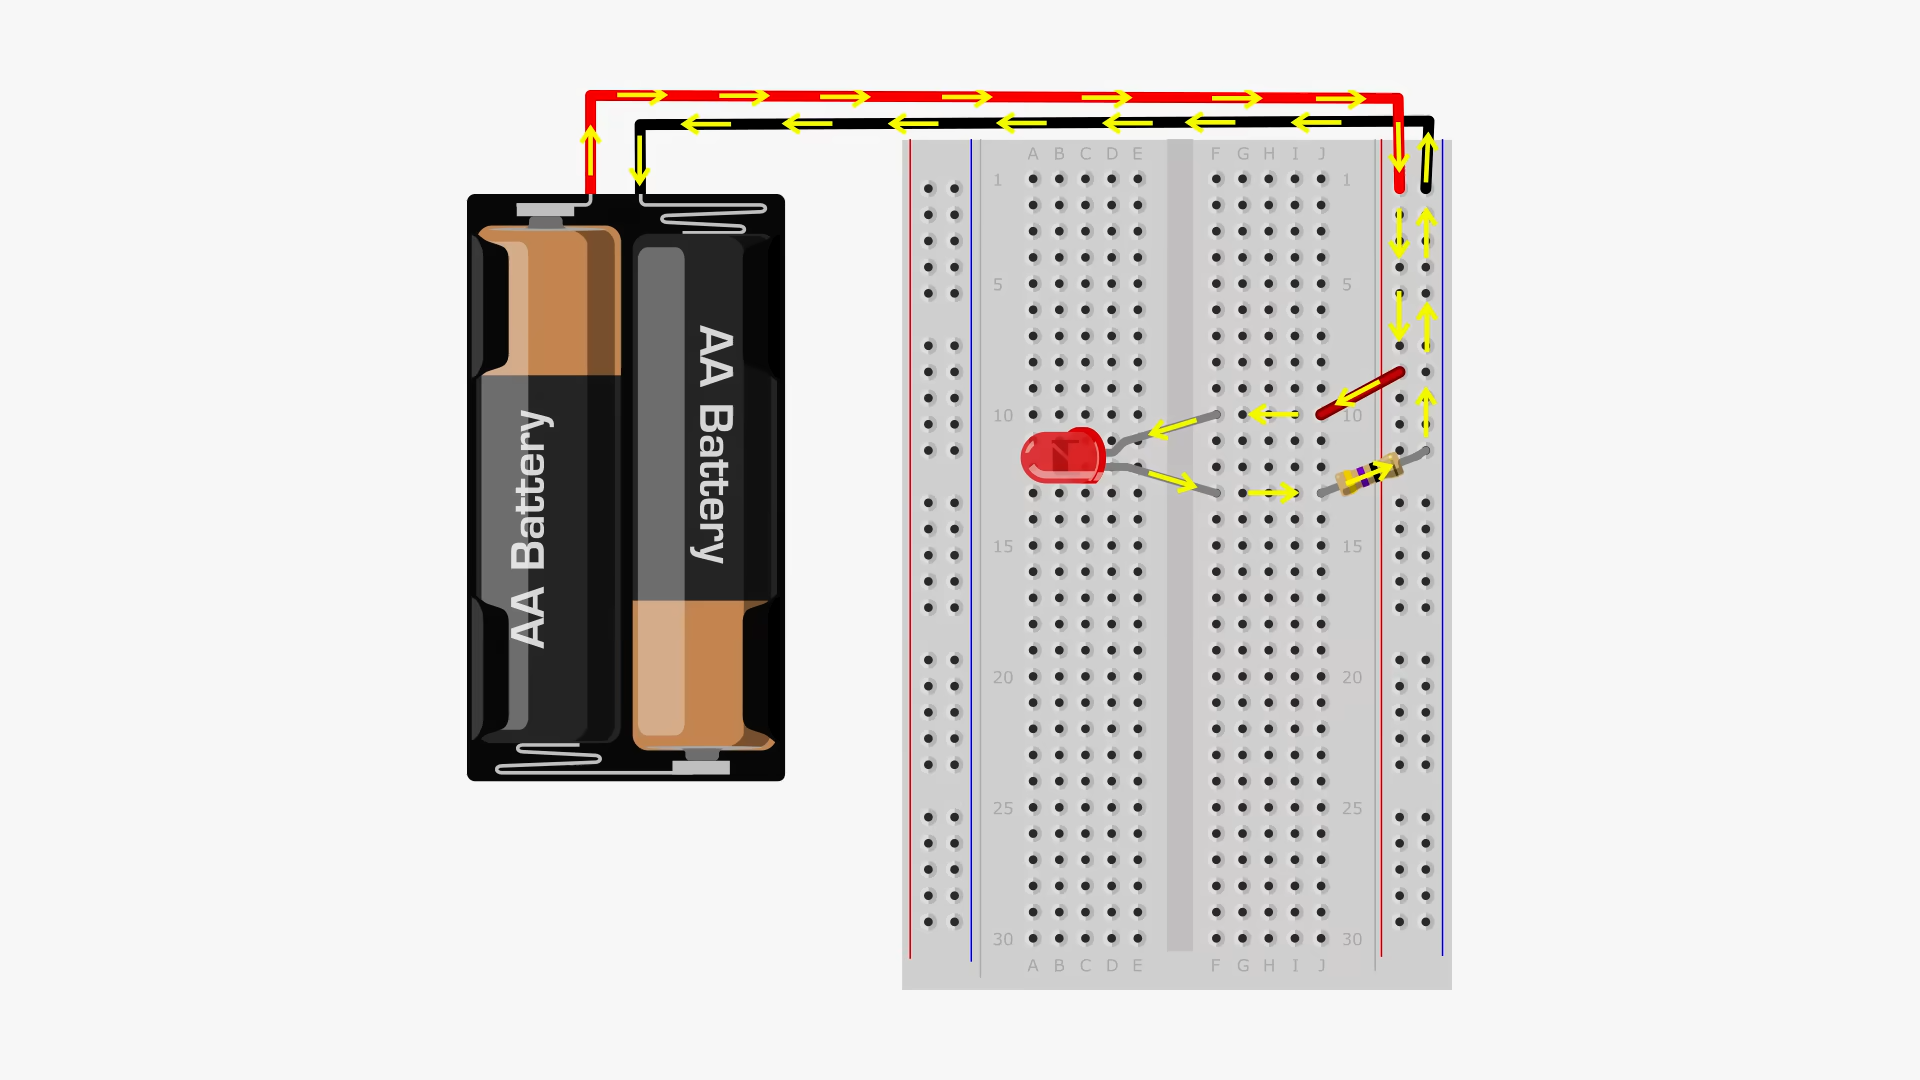 A B C D E F G H I J
1 1
5 5
10 10
15 15
20 20
25 25
30 30
A B C D E F G H I J
AA Battery
AA Battery